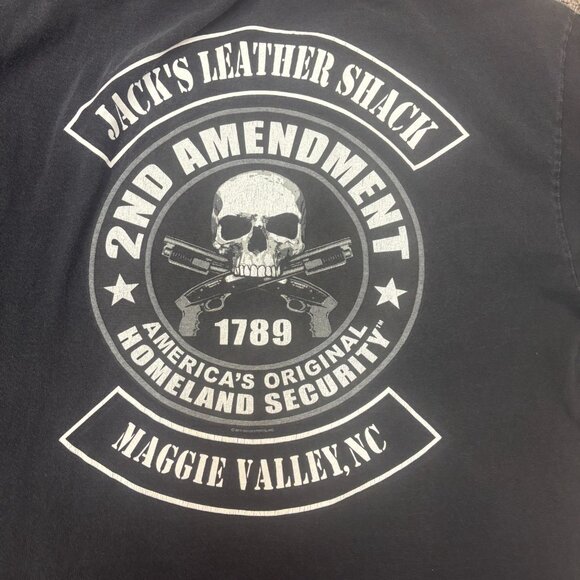 JACK'S LEATHER SHACK
2ND AMENDMENT
1789
AMERICA'S ORIGINAL
HOMELAND SECURITY™
MAGGIE VALLEY, NC